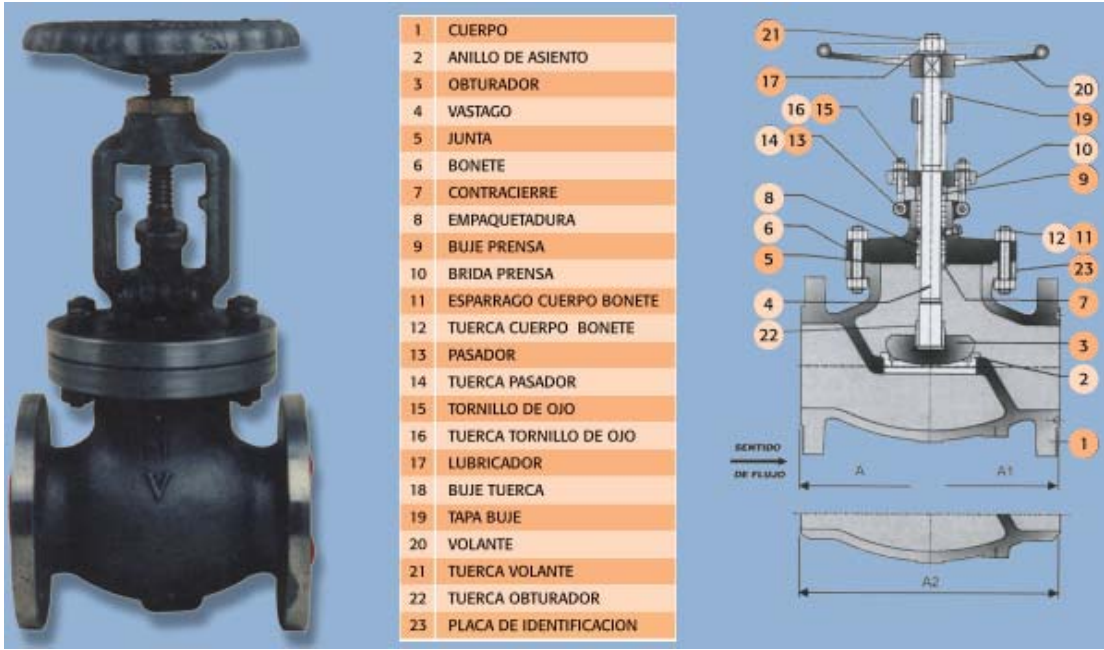 1 CUERPO
2 ANILLO DE ASIENTO
3 OBTURADOR
4 VASTAGO
5 JUNTA
6 BONETE
7 CONTRACIERRE
8 EMPAQUETADURA
9 BUJE PRENSA
10 BRIDA PRENSA
11 ESPARRAGO CUERPO BONETE
12 TUERCA CUERPO BONETE
13 PASADOR
14 TUERCA PASADOR
15 TORNILLO DE OJO
16 TUERCA TORNILLO DE OJO
17 LUBRICADOR
18 BUJE TUERCA
19 TAPA BUJE
20 VOLANTE
21 TUERCA VOLANTE
22 TUERCA OBTURADOR
23 PLACA DE IDENTIFICACION
21
17
20
16 15
19
14 13
10
9
8
6
12 11
5
23
4
7
22
3
2
1
SENTIDO
DE FLUJO
A A1
A2
V